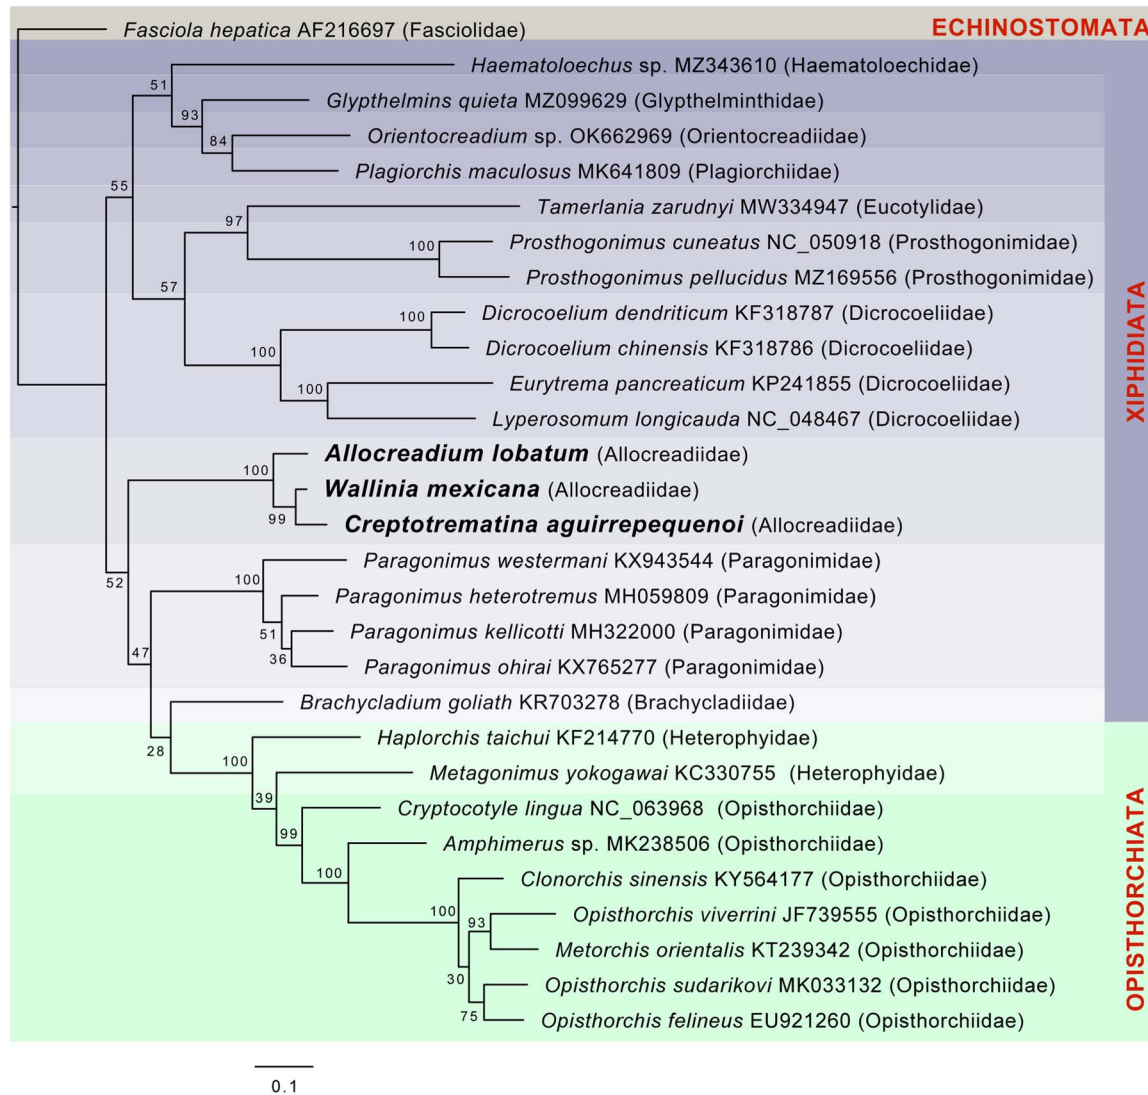 Fasciola hepatica AF216697 (Fasciolidae)
ECHINOSTOMATA
Haematoloechus sp. MZ343610 (Haematoloechidae)
51
Glypthelmins quieta MZ099629 (Glypthelminthidae)
93
Orientocreadium sp. OK662969 (Orientocreadiidae)
84
Plagiorchis maculosus MK641809 (Plagiorchiidae)
55
Tamerlania zarudnyi MW334947 (Eucotylidae)
97
Prosthogonimus cuneatus NC_050918 (Prosthogonimidae)
100
Prosthogonimus pellucidus MZ169556 (Prosthogonimidae)
57
Dicrocoelium dendriticum KF318787 (Dicrocoeliidae)
100
Dicrocoelium chinensis KF318786 (Dicrocoeliidae)
100
Eurytrema pancreaticum KP241855 (Dicrocoeliidae)
100
Lyperosomum longicauda NC_048467 (Dicrocoeliidae)
XIPHIDIATA
Allocreadium lobatum (Allocreadiidae)
100
Wallinia mexicana (Allocreadiidae)
99
Creptotrematina aguirrepequenoi (Allocreadiidae)
Paragonimus westermani KX943544 (Paragonimidae)
100
52
Paragonimus heterotremus MH059809 (Paragonimidae)
51
Paragonimus kellicotti MH322000 (Paragonimidae)
47
36
Paragonimus ohirai KX765277 (Paragonimidae)
Brachycladium goliath KR703278 (Brachycladiidae)
28
Haplorchis taichui KF214770 (Heterophyidae)
100
Metagonimus yokogawai KC330755 (Heterophyidae)
39
Cryptocotyle lingua NC_063968 (Opisthorchiidae)
99
Amphimerus sp. MK238506 (Opisthorchiidae)
100
Clonorchis sinensis KY564177 (Opisthorchiidae)
100
Opisthorchis viverrini JF739555 (Opisthorchiidae)
93
Metorchis orientalis KT239342 (Opisthorchiidae)
30
Opisthorchis sudarikovi MK033132 (Opisthorchiidae)
75
Opisthorchis felineus EU921260 (Opisthorchiidae)
OPISTHORCHIATA
0.1